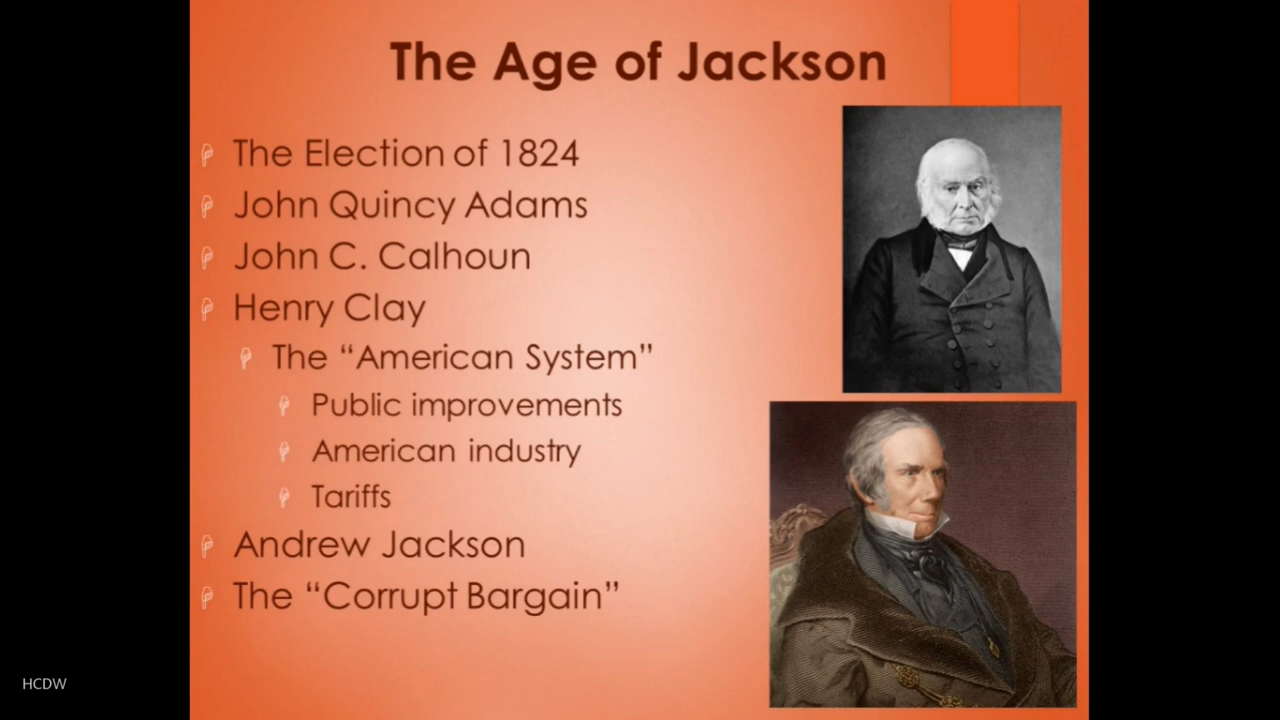 The Age of Jackson
The Election of 1824
John Quincy Adams
John C. Calhoun
Henry Clay
The “American System”
Public improvements
American industry
Tariffs
Andrew Jackson
The “Corrupt Bargain”
HCDW